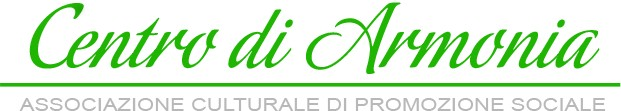 Centro di Armonia
ASSOCIAZIONE CULTURALE DI PROMOZIONE SOCIALE